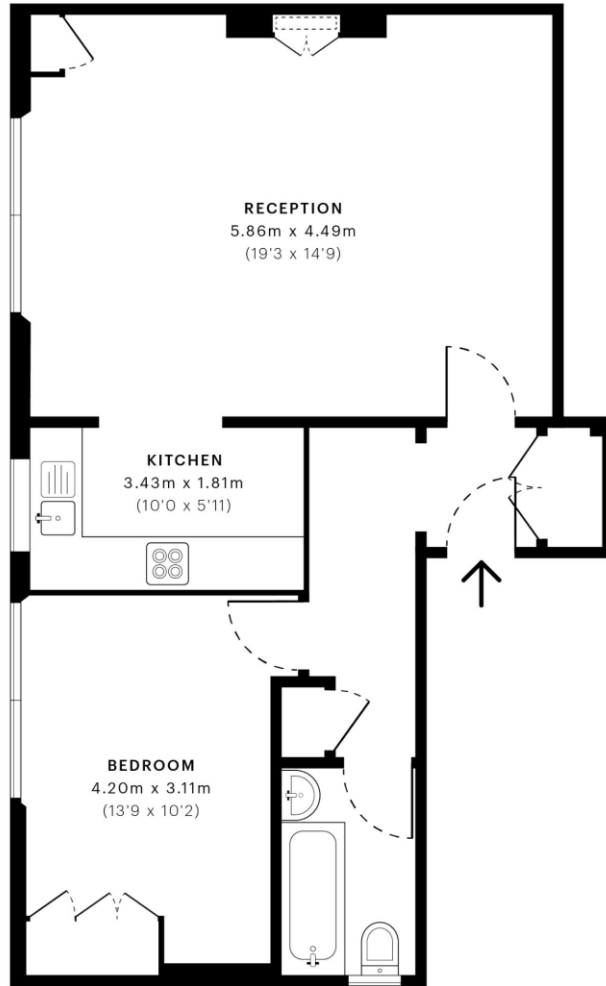 RECEPTION
5.86m x 4.49m
(19'3 x 14'9)
KITCHEN
3.43m x 1.81m
(10'0 x 5'11)
BEDROOM
4.20m x 3.11m
(13'9 x 10'2)